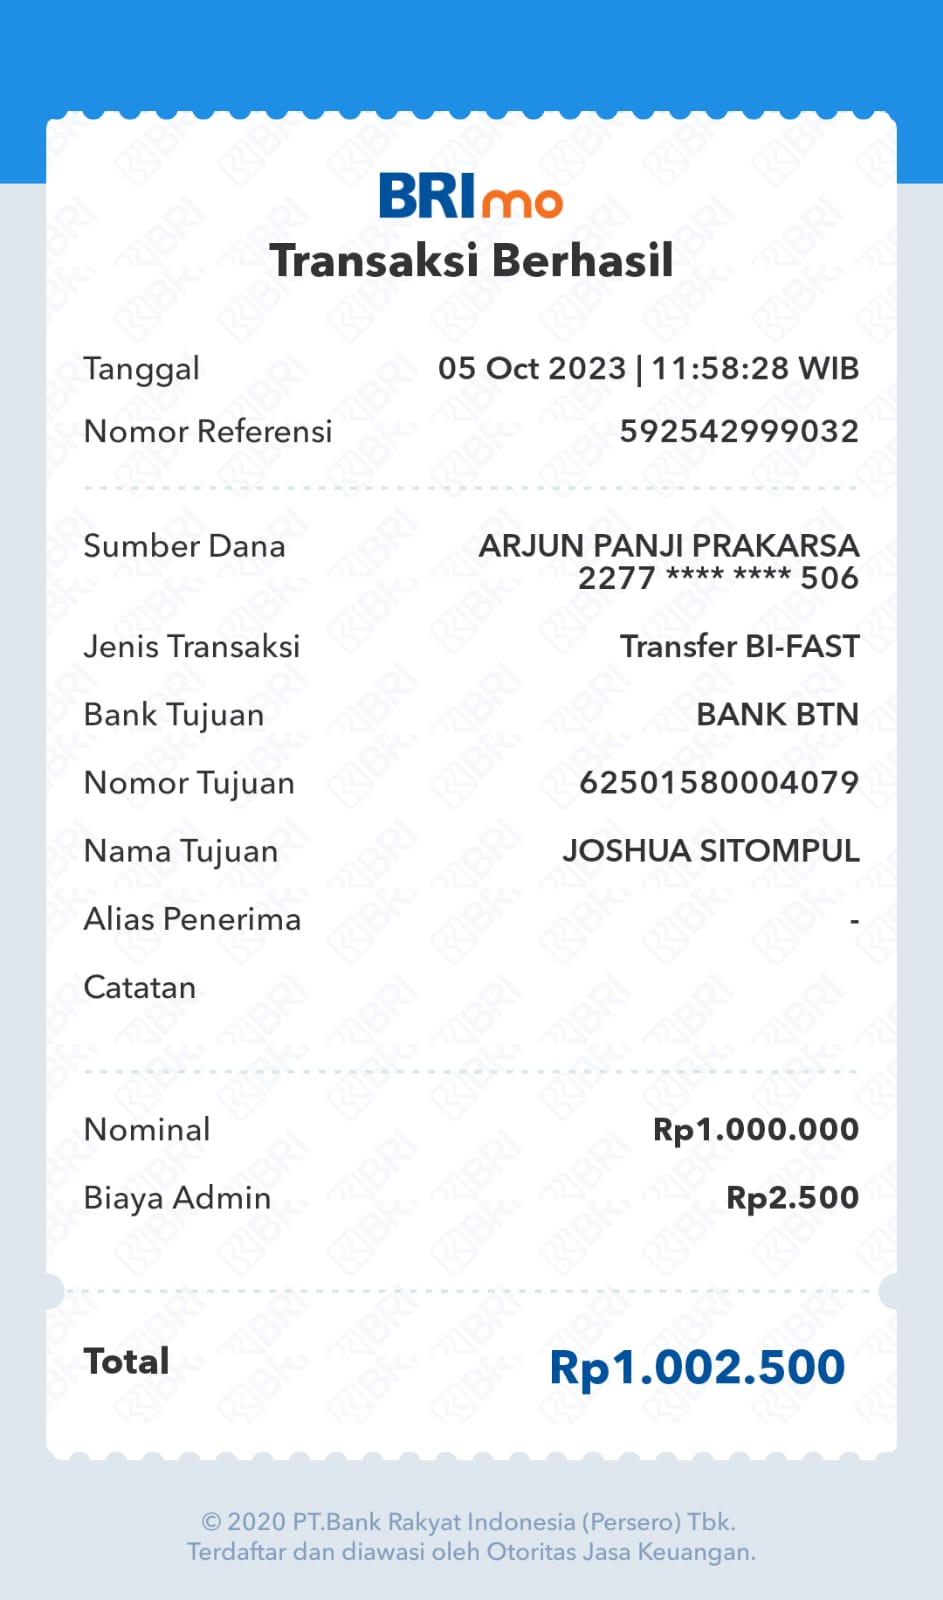 BRImo
Transaksi Berhasil
Tanggal 05 Oct 2023 | 11:58:28 WIB
Nomor Referensi 592542999032
Sumber Dana ARJUN PANJI PRAKARSA
2277 **** **** 506
Jenis Transaksi Transfer BI-FAST
Bank Tujuan BANK BTN
Nomor Tujuan 62501580004079
Nama Tujuan JOSHUA SITOMPUL
Alias Penerima -
Catatan
Nominal Rp1.000.000
Biaya Admin Rp2.500
Total Rp1.002.500
© 2020 PT.Bank Rakyat Indonesia (Persero) Tbk.
Terdaftar dan diawasi oleh Otoritas Jasa Keuangan.